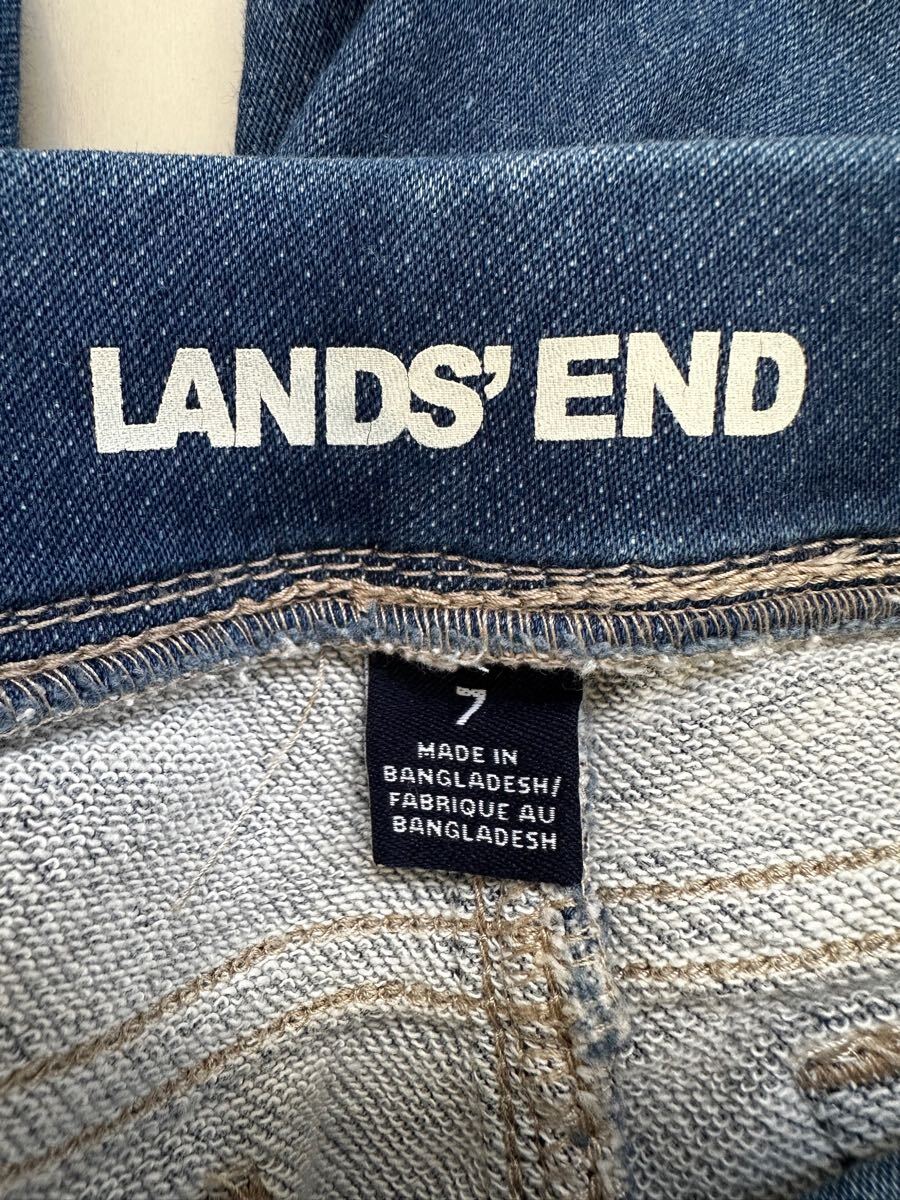 LANDS' END
7
MADE IN
BANGLADESH/
FABRIQUE AU
BANGLADESH